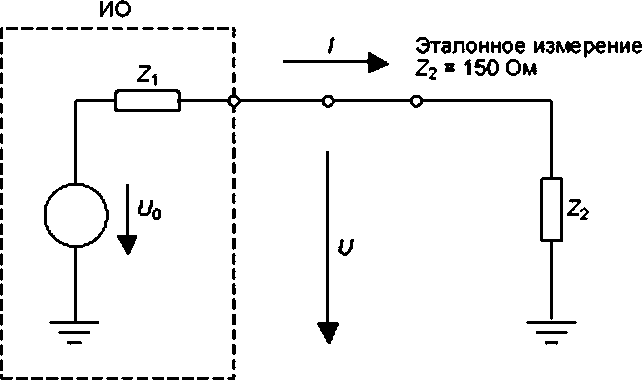 ИО
I
Эталонное измерение
Z2 = 150 Ом
Z1
U0
U
Z2